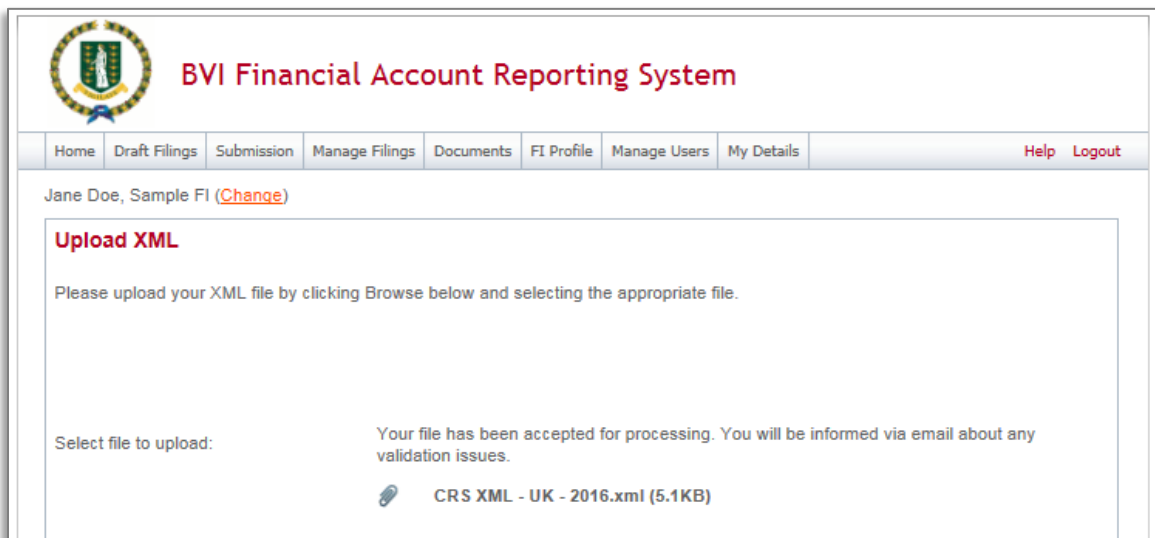 BVI Financial Account Reporting System
Home Draft Filings Submission Manage Filings Documents FI Profile Manage Users My Details Help Logout
Jane Doe, Sample FI (Change)
Upload XML
Please upload your XML file by clicking Browse below and selecting the appropriate file.
Select file to upload:
Your file has been accepted for processing. You will be informed via email about any
validation issues.
CRS XML - UK - 2016.xml (5.1KB)